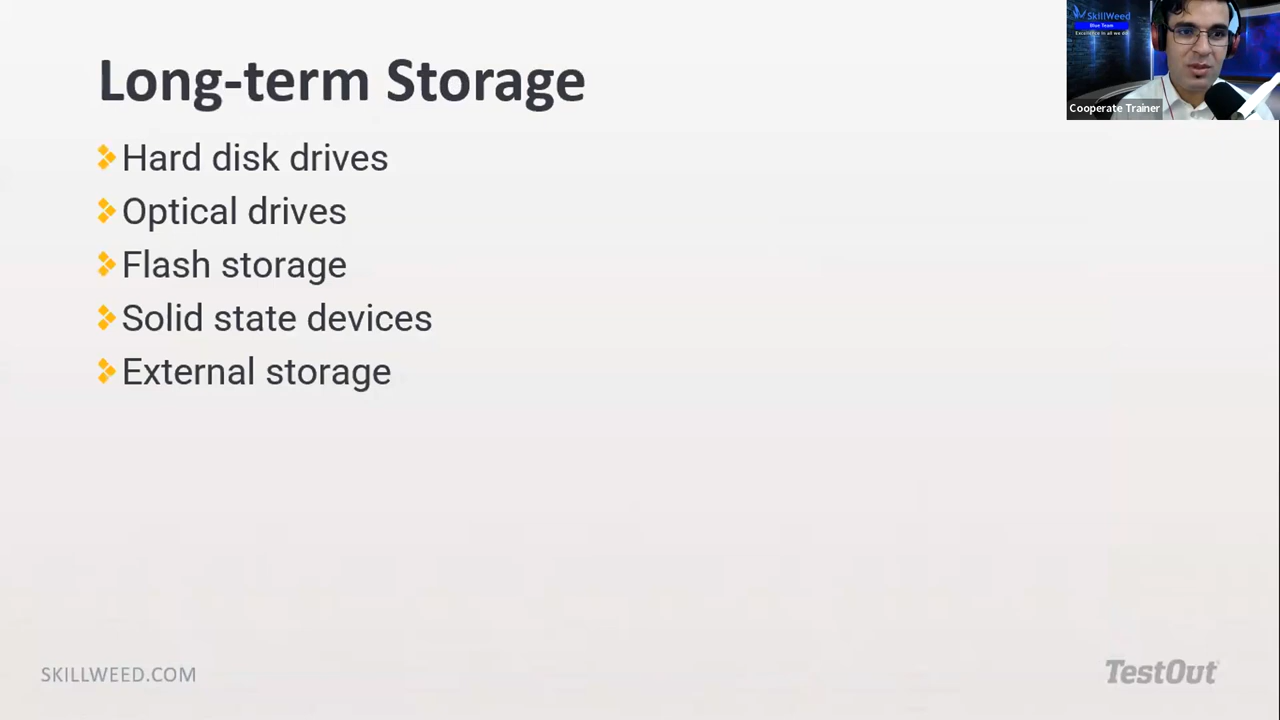 Long-term Storage
Hard disk drives
Optical drives
Flash storage
Solid state devices
External storage
SkillWeed
Blue Team
Excellence in all we do
Cooperate Trainer
SKILLWEED.COM
TestOut